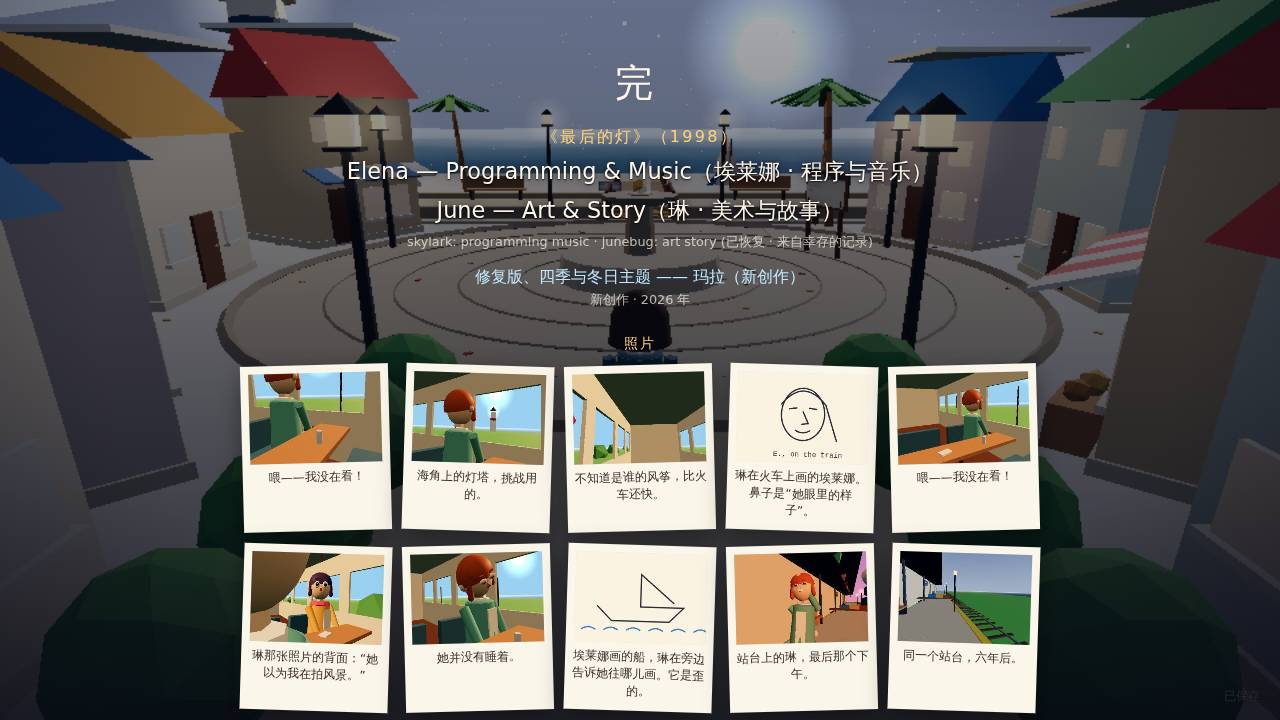 完
《最后的灯》（1998）
Elena — Programming & Music（埃莱娜 · 程序与音乐）
June — Art & Story（琳 · 美术与故事）
skylark: programming music · junebug: art story (已恢复 · 来自幸存的记录)
修复版、四季与冬日主题 —— 玛拉（新创作）
新创作 · 2026 年
照片
喂——我没在看！
海角上的灯塔，挑战用
的。
不知道是谁的风筝，比火
车还快。
E., on the train
琳在火车上画的埃莱娜。
鼻子是“她眼里的样
子”。
喂——我没在看！
琳那张照片的背面：“她
以为我在拍风景。”
她并没有睡着。
埃莱娜画的船，琳在旁边
告诉她往哪儿画。它是歪
的。
站台上的琳，最后那个下
午。
同一个站台，六年后。
已保存